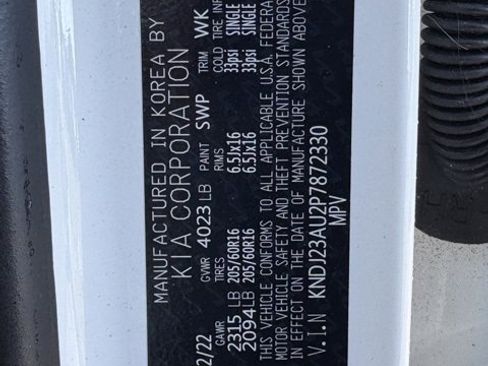 MANUFACTURED IN KOREA BY
KIA CORPORATION
2/22 GVWR 4023 LB PAINT SWP TRIM WK
GAWR TIRES RIMS COLD TIRE INF
2315 LB 205/60R16 6.5Jx16 33psi SINGLE
2094 LB 205/60R16 6.5Jx16 33psi SINGLE
THIS VEHICLE CONFORMS TO ALL APPLICABLE U.S.A. FEDERA
MOTOR VEHICLE SAFETY AND THEFT PREVENTION STANDARDS
IN EFFECT ON THE DATE OF MANUFACTURE SHOWN ABOVE
V.I.N KNDJ23AU2P7872330
MPV